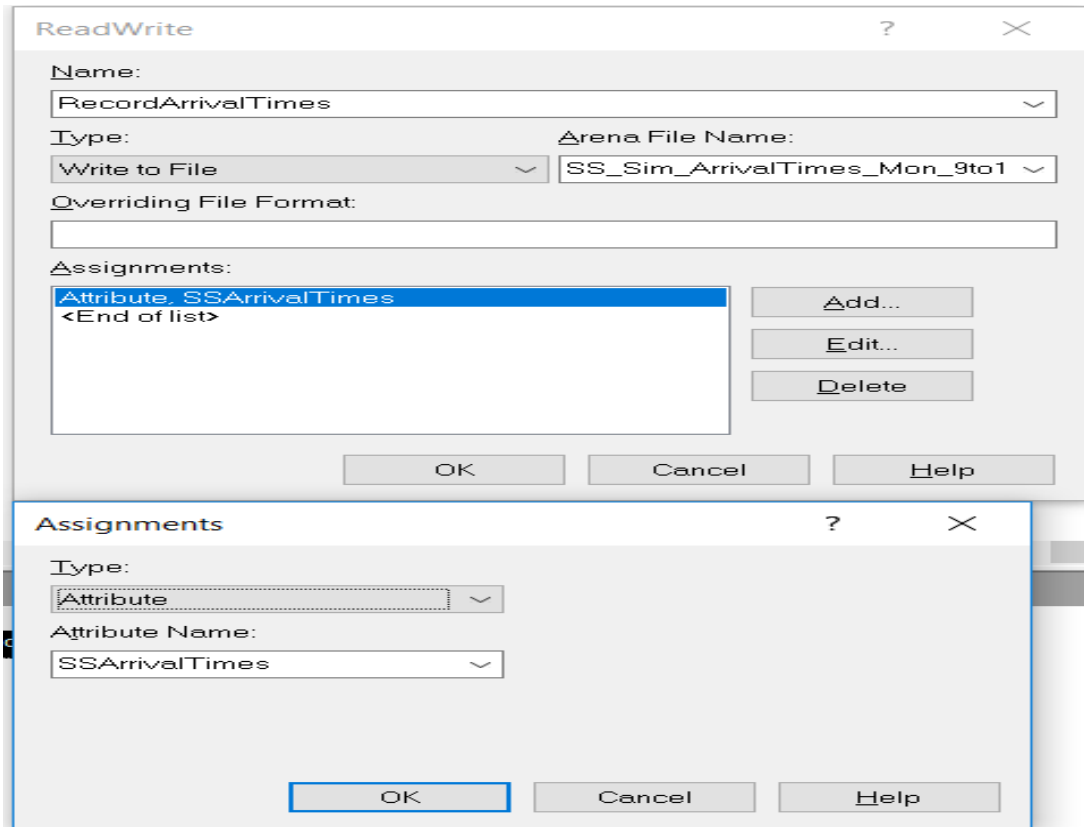 ReadWrite ?
Name:
RecordArrivalTimes
Type: Arena File Name:
Write to File SS_Sim_ArrivalTimes_Mon_9to1
Overriding File Format:
Assignments:
Attribute, SSArrivalTimes
<End of list>
Add...
Edit...
Delete
OK Cancel Help
Assignments ?
Type:
Attribute
Attribute Name:
SSArrivalTimes
OK Cancel Help